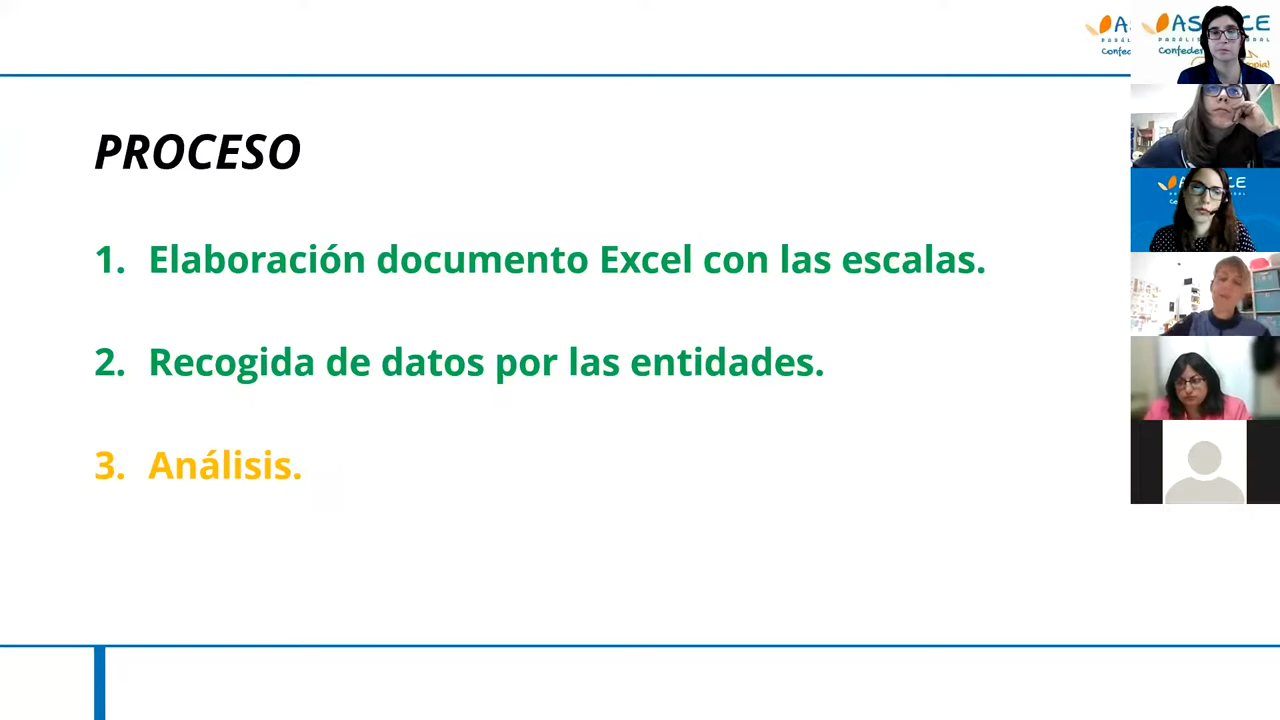 PROCESO
1. Elaboración documento Excel con las escalas.
2. Recogida de datos por las entidades.
3. Análisis.